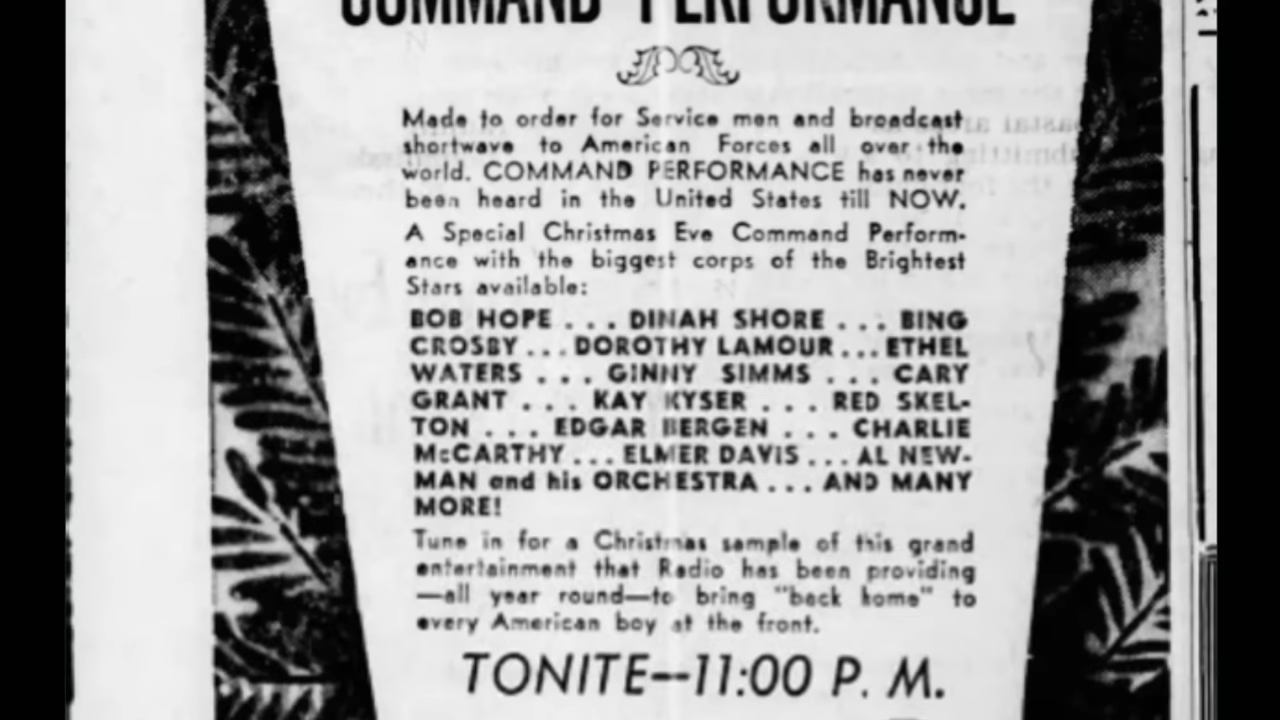 COMMAND PERFORMANCE
Made to order for Service men and broadcast
shortwave to American Forces all over the
world. COMMAND PERFORMANCE has never
been heard in the United States till NOW.
A Special Christmas Eve Command Perform-
ance with the biggest corps of the Brightest
Stars available:
BOB HOPE . . . DINAH SHORE . . . BING
CROSBY . . . DOROTHY LAMOUR . . . ETHEL
WATERS . . . GINNY SIMMS . . . CARY
GRANT . . . KAY KYSER . . . RED SKEL-
TON . . . EDGAR BERGEN . . . CHARLIE
McCARTHY . . . ELMER DAVIS . . . AL NEW-
MAN and his ORCHESTRA . . . AND MANY
MORE!
Tune in for a Christmas sample of this grand
entertainment that Radio has been providing
—all year round—to bring "back home" to
every American boy at the front.
TONITE--11:00 P. M.